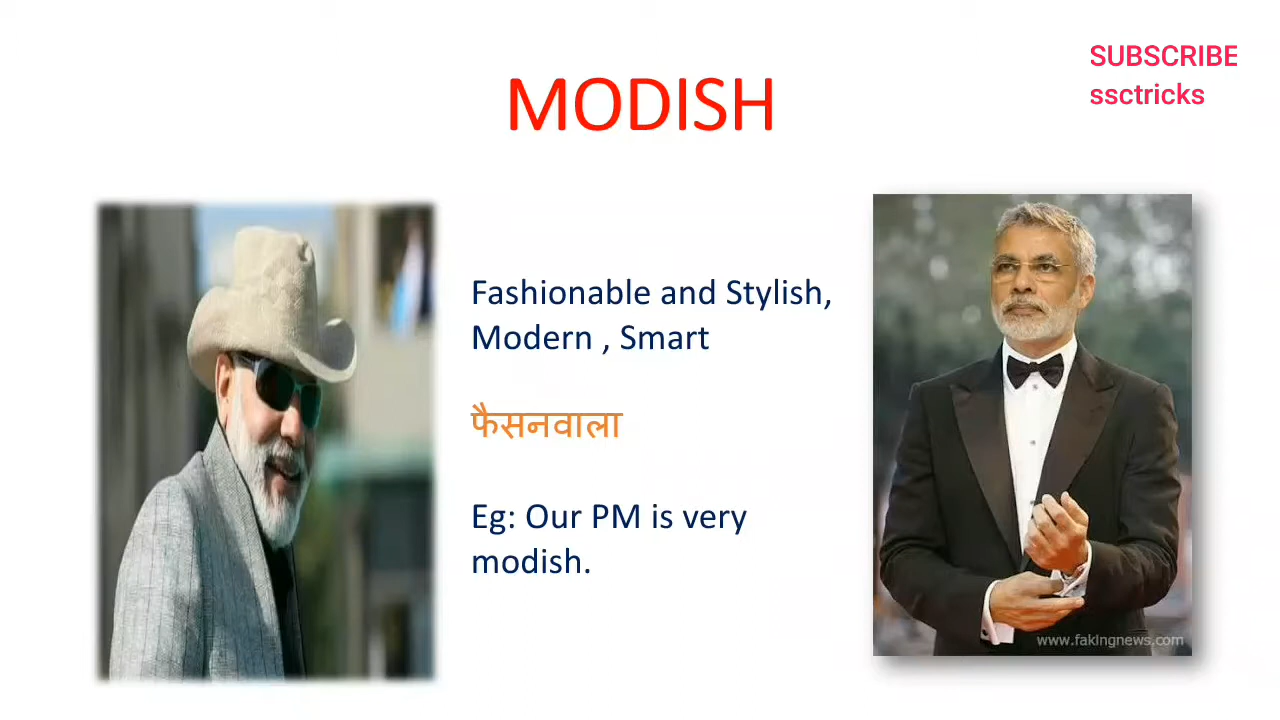 SUBSCRIBE
ssctricks
MODISH
Fashionable and Stylish,
Modern , Smart
फैसनवाला
Eg: Our PM is very
modish.
www.fakingnews.com